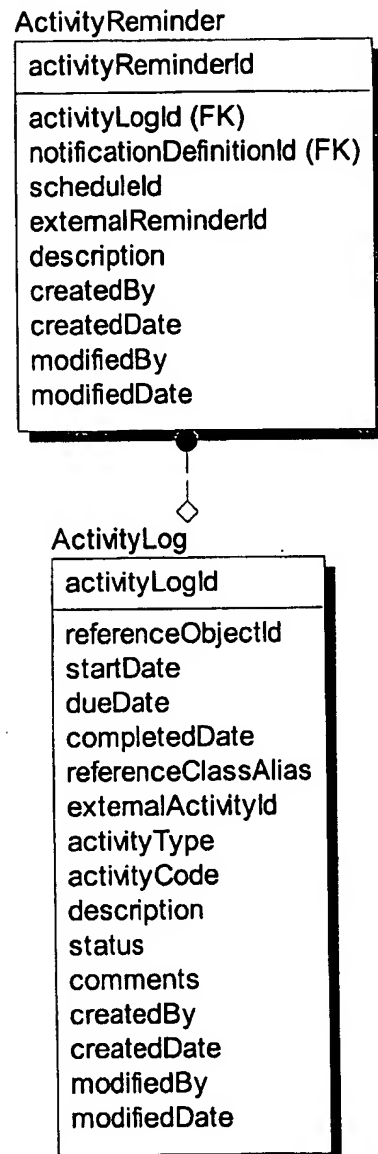 ActivityReminder
activityReminderId
activityLogId (FK)
notificationDefinitionId (FK)
scheduleId
externalReminderId
description
createdBy
createdDate
modifiedBy
modifiedDate
ActivityLog
activityLogId
referenceObjectId
startDate
dueDate
completedDate
referenceClassAlias
externalActivityId
activityType
activityCode
description
status
comments
createdBy
createdDate
modifiedBy
modifiedDate